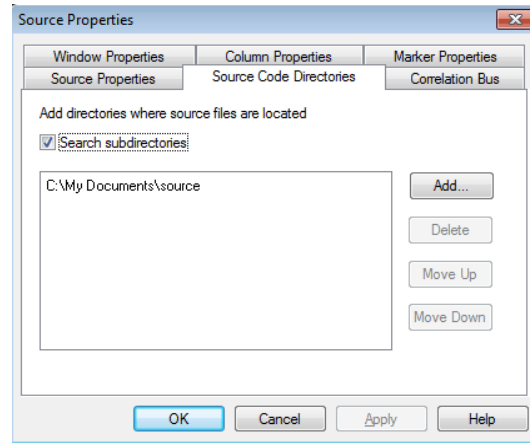 Source Properties
Window Properties
Column Properties
Marker Properties
Source Properties
Source Code Directories
Correlation Bus
Add directories where source files are located
Search subdirectories
C:\My Documents\source
Add...
Delete
Move Up
Move Down
OK
Cancel
Apply
Help